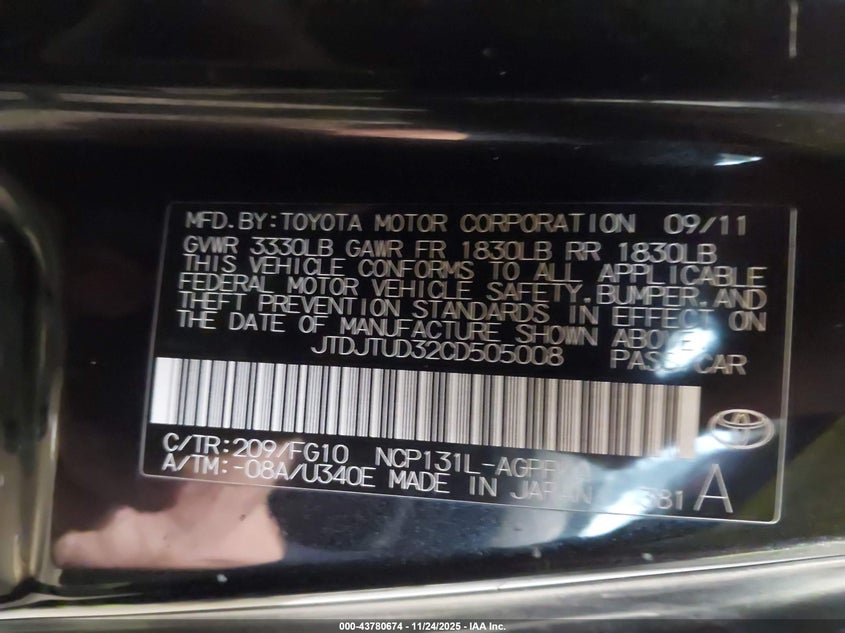 MFD.BY:TOYOTA MOTOR CORPORATION 09/11
GVWR 3330LB GAWR FR 1830LB RR 1830LB
THIS VEHICLE CONFORMS TO ALL APPLICABLE
FEDERAL MOTOR VEHICLE SAFETY,BUMPER,AND
THEFT PREVENTION STANDARDS IN EFFECT ON
THE DATE OF MANUFACTURE SHOWN ABOVE.
JTDJTUD32CD505008 PASS CAR
C/TR:209/FG10
A/TM:-08A/U340E MADE IN JAPAN A
000-43780674 - 11/24/2025 - IAA Inc.